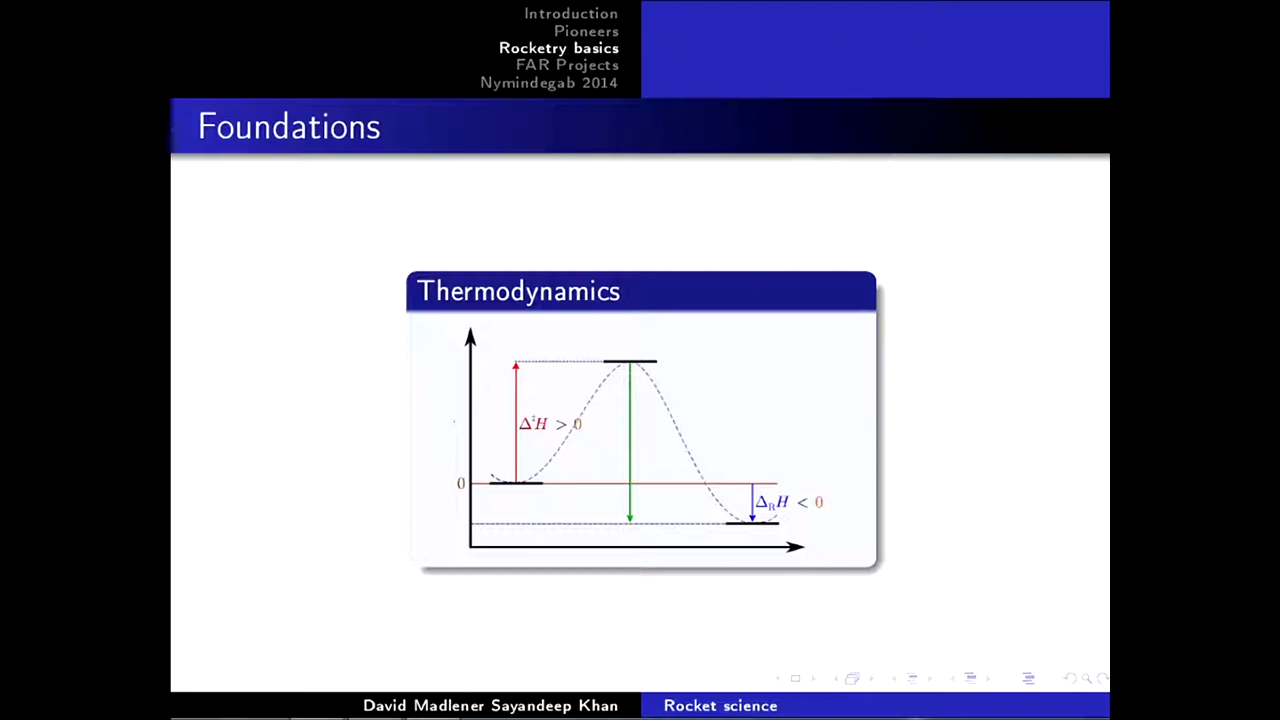 Introduction
Pioneers
Rocketry basics
FAR Projects
Nymindegab 2014
Foundations
Thermodynamics
Δ‡H > 0
0
ΔRH < 0
David Madlener Sayandeep Khan
Rocket science